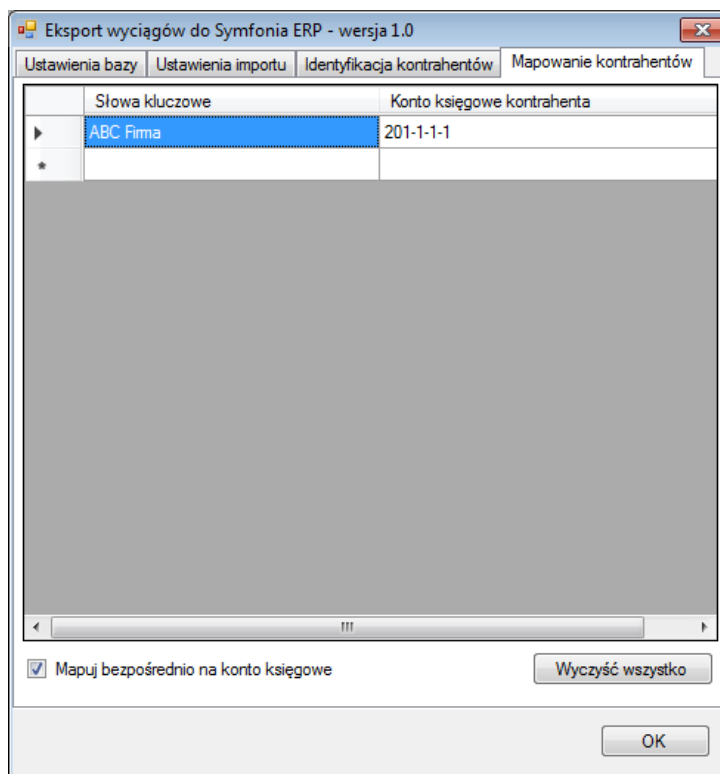 Eksport wyciągów do Symfonia ERP - wersja 1.0
Ustawienia bazy Ustawienia importu Identyfikacja kontrahentów Mapowanie kontrahentów
Słowa kluczowe Konto księgowe kontrahenta
ABC Firma 201-1-1-1
Mapuj bezpośrednio na konto księgowe Wyczyść wszystko
OK